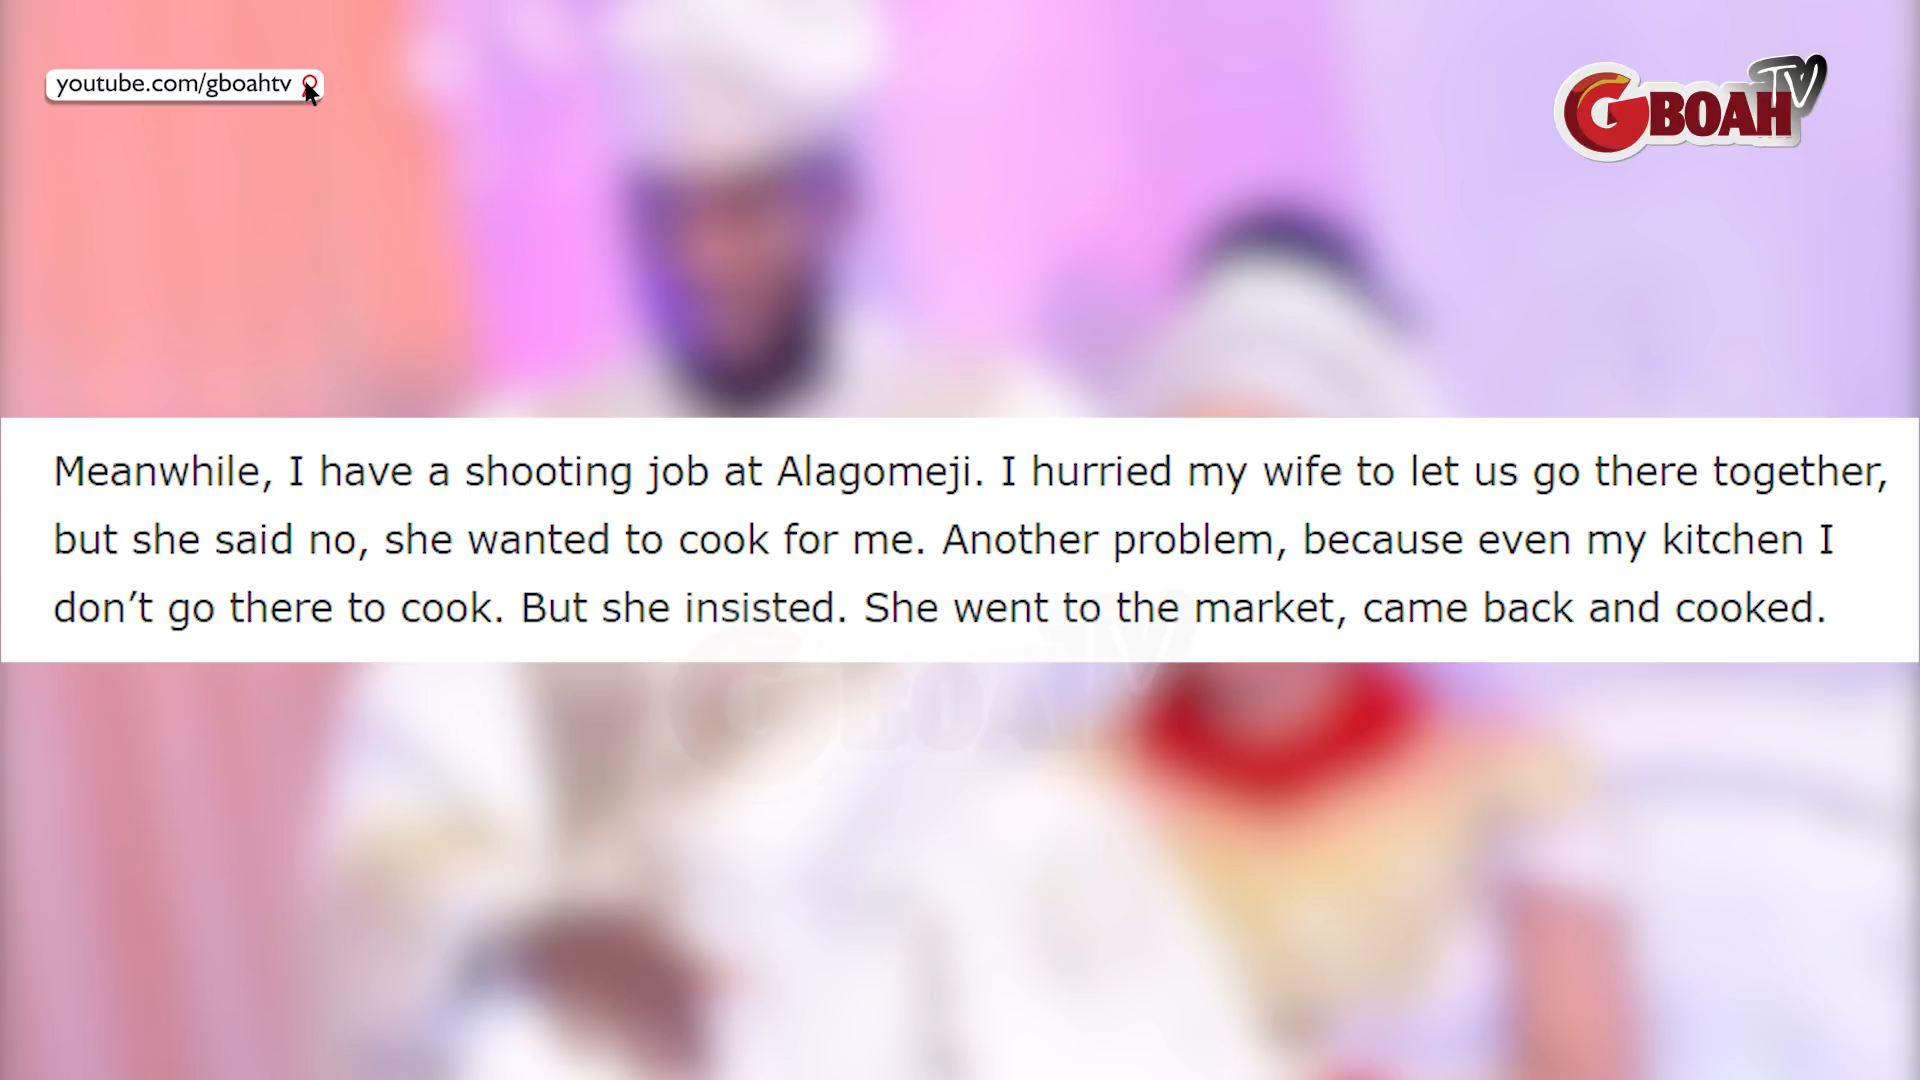 youtube.com/gboahtv
GBOAH TV
Meanwhile, I have a shooting job at Alagomeji. I hurried my wife to let us go there together,
but she said no, she wanted to cook for me. Another problem, because even my kitchen I
don’t go there to cook. But she insisted. She went to the market, came back and cooked.
GBOAH TV